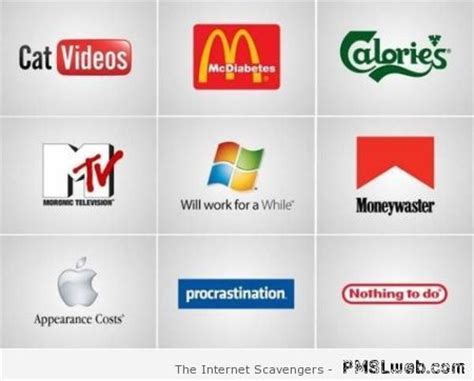 Cat Videos
McDiabetes
Calorie's
MTV
MORONIC TELEVISION
Will work for a While
Moneywaster
Appearance Costs
procrastination.
Nothing to do
The Internet Scavengers - PMSLweb.com